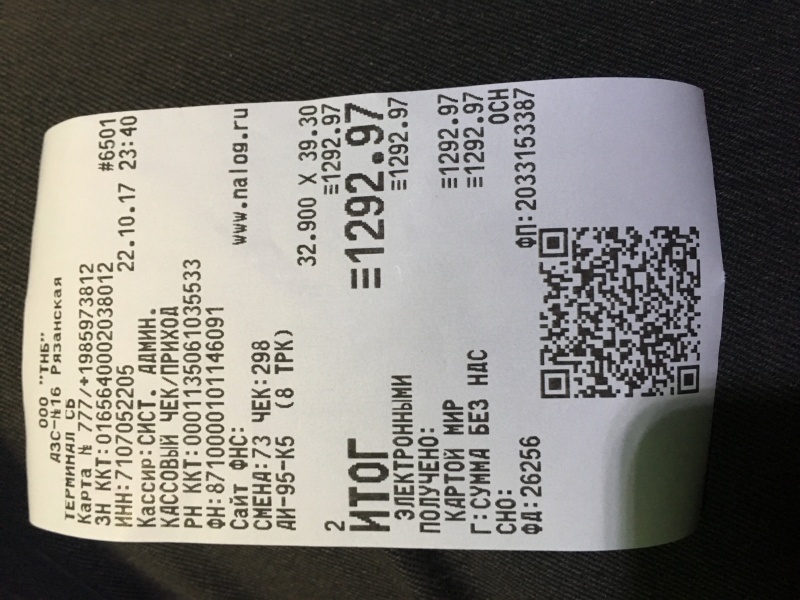 ООО "ТНБ"
АЗС-№16 Рязанская
ТЕРМИНАЛ СБ
Карта № 777/+1985973812
ЗН ККТ:0165640002038012 #6501
ИНН:7107052205 22.10.17 23:40
Кассир:СИСТ. АДМИН.
КАССОВЫЙ ЧЕК/ПРИХОД
РН ККТ:0001135061035533
ФН:8710000101146091
Сайт ФНС: www.nalog.ru
СМЕНА:73 ЧЕК:298
АИ-95-К5 (8 ТРК)
32.900 X 39.30
2 ≡1292.97
ИТОГ ≡1292.97
ЭЛЕКТРОННЫМИ ≡1292.97
ПОЛУЧЕНО:
КАРТОЙ МИР ≡1292.97
Г:СУММА БЕЗ НДС ≡1292.97
СНО: ОСН
ФД:26256 ФП:2033153387